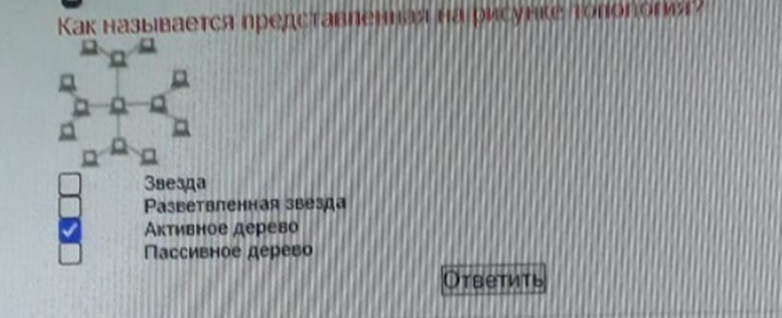 Как называется представленная на рисунке топология?
Звезда
Разветвленная звезда
Активное дерево
Пассивное дерево
Ответить